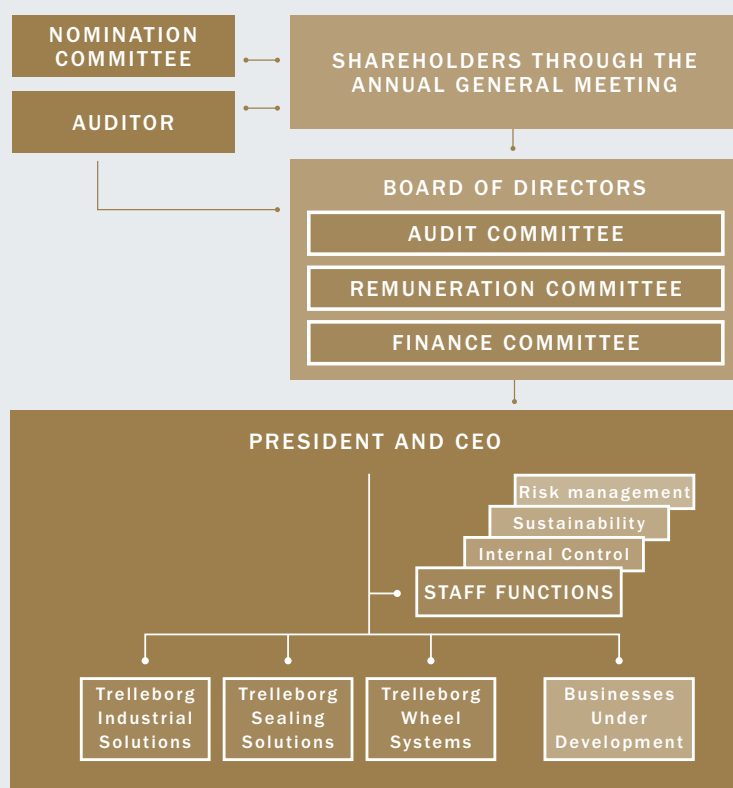 NOMINATION
COMMITTEE
SHAREHOLDERS THROUGH THE
ANNUAL GENERAL MEETING
AUDITOR
BOARD OF DIRECTORS
AUDIT COMMITTEE
REMUNERATION COMMITTEE
FINANCE COMMITTEE
PRESIDENT AND CEO
Risk management
Sustainability
Internal Control
STAFF FUNCTIONS
Trelleborg
Industrial
Solutions
Trelleborg
Sealing
Solutions
Trelleborg
Wheel
Systems
Businesses
Under
Development